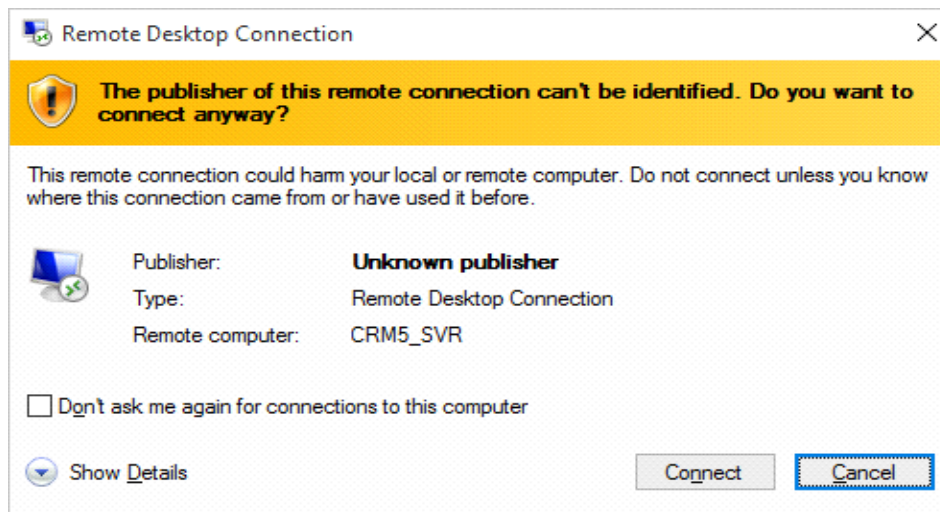 Remote Desktop Connection
The publisher of this remote connection can't be identified. Do you want to
connect anyway?
This remote connection could harm your local or remote computer. Do not connect unless you know
where this connection came from or have used it before.
Publisher: Unknown publisher
Type: Remote Desktop Connection
Remote computer: CRM5_SVR
Don't ask me again for connections to this computer
Show Details Connect Cancel